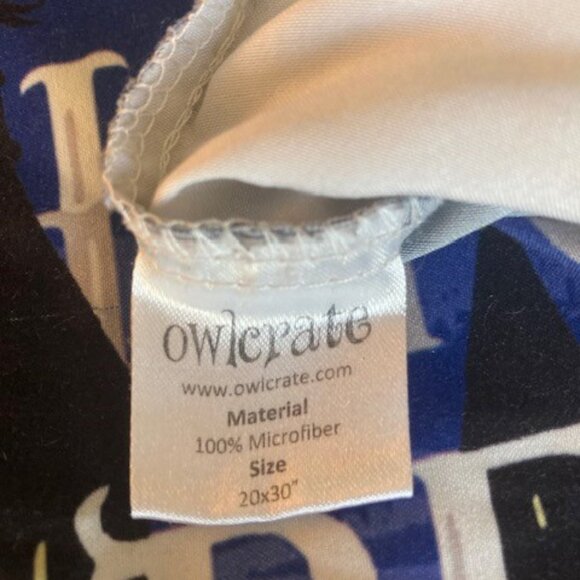 owlcrate
www.owlcrate.com
Material
100% Microfiber
Size
20x30"